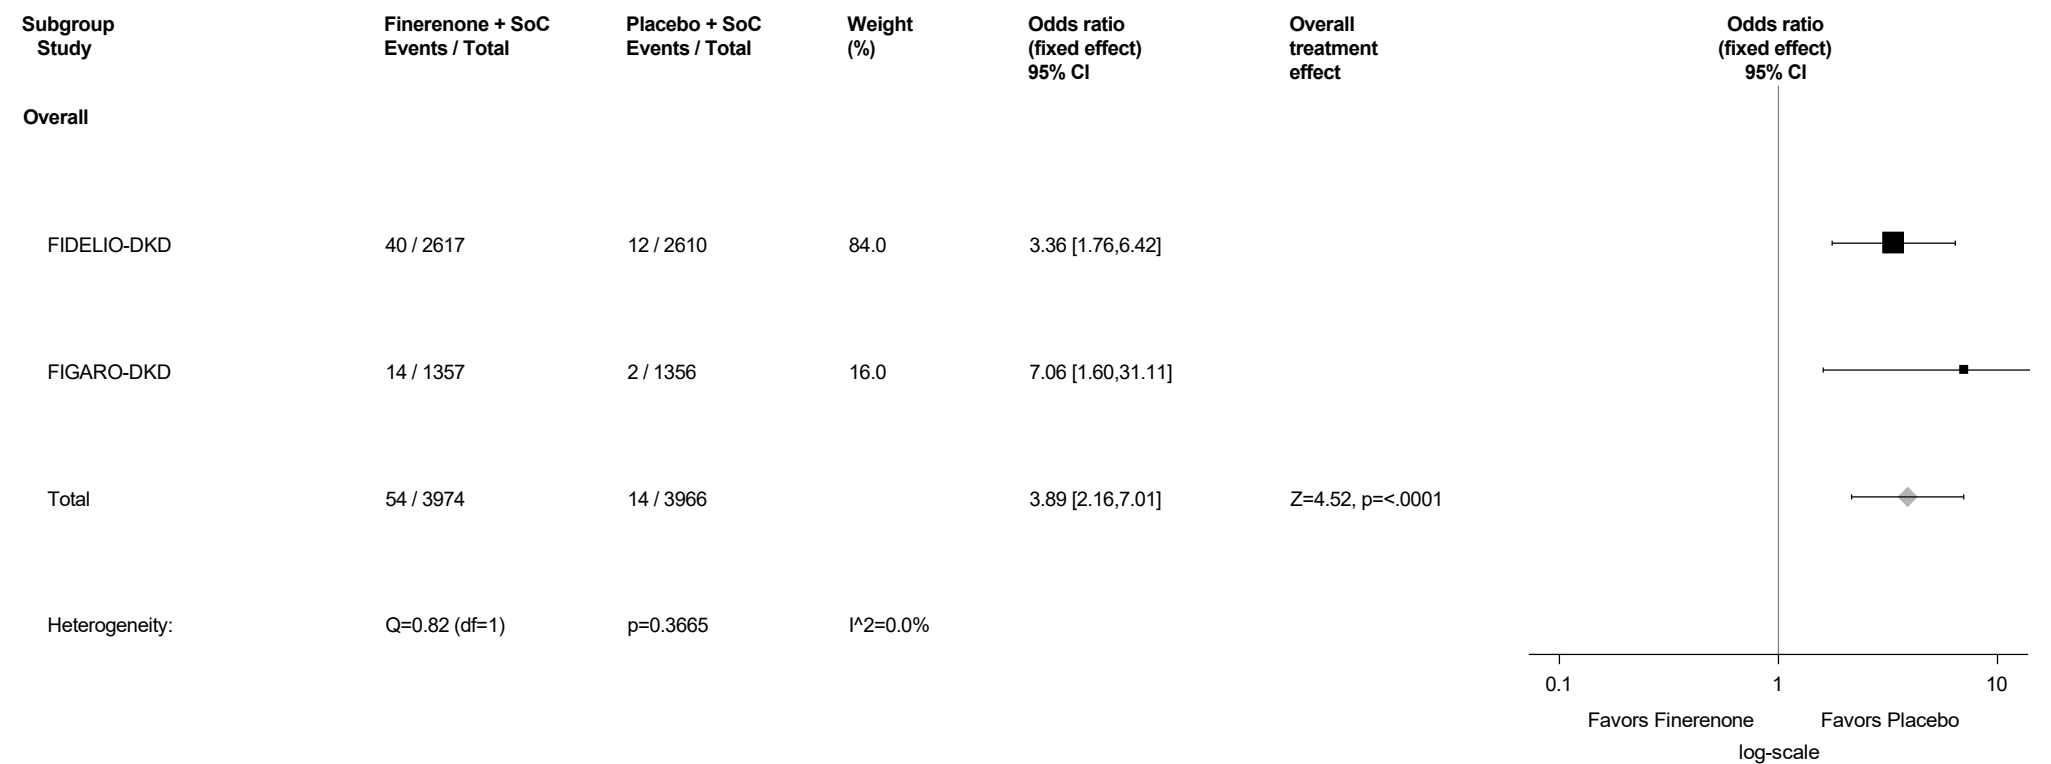 Subgroup Finerenone + SoC Placebo + SoC Weight Odds ratio Overall Odds ratio
Study Events / Total Events / Total (%) (fixed effect) treatment (fixed effect)
95% CI effect 95% CI
Overall
FIDELIO-DKD 40 / 2617 12 / 2610 84.0 3.36 [1.76,6.42]
FIGARO-DKD 14 / 1357 2 / 1356 16.0 7.06 [1.60,31.11]
Total 54 / 3974 14 / 3966 3.89 [2.16,7.01] Z=4.52, p=<.0001
Heterogeneity: Q=0.82 (df=1) p=0.3665 I^2=0.0%
0.1 1 10
Favors Finerenone Favors Placebo
log-scale